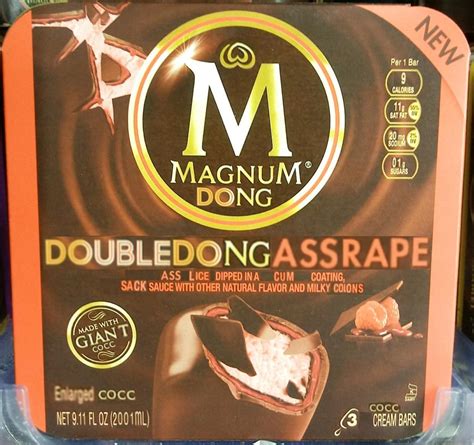 NEW
Per 1 Bar
9
CALORIES
11g
SAT FAT
20mg
SODIUM
01g
SUGARS
M
MAGNUM®
DONG
DOUBLEDONGASSRAPE
ASS LICE DIPPED IN A CUM COATING,
SACK SAUCE WITH OTHER NATURAL FLAVOR AND MILKY COLONS
MADE WITH
GIANT
COCC
Enlarged COCC
NET 9.11 FL OZ (2001ML)
3
COCC
CREAM BARS